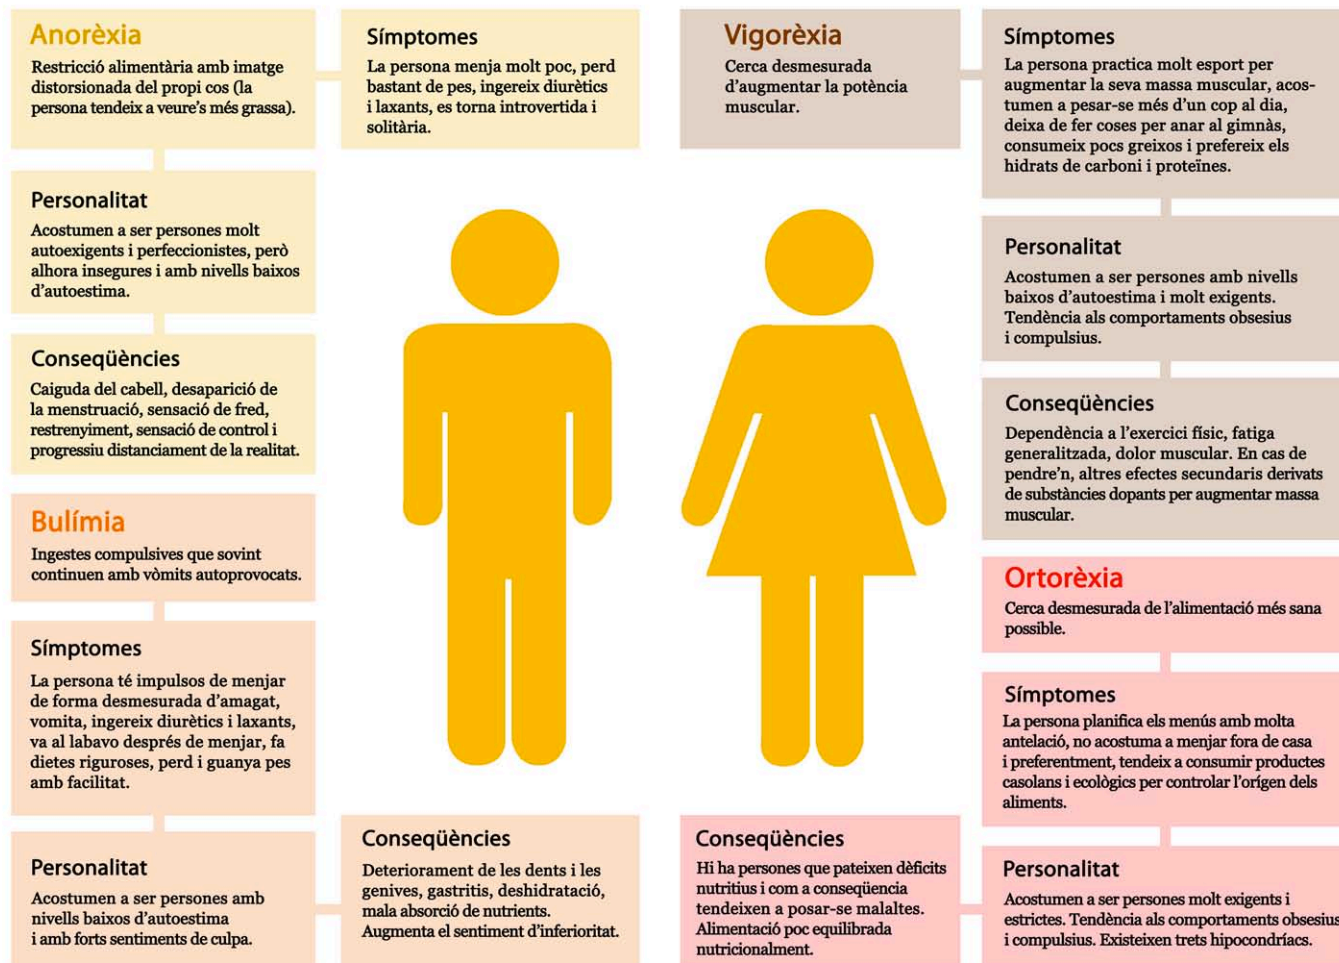 Anorèxia
Restricció alimentària amb imatge
distorsionada del propi cos (la
persona tendeix a veure’s més grassa).
Símptomes
La persona menja molt poc, perd
bastant de pes, ingereix diurètics
i laxants, es torna introvertida i
solitària.
Personalitat
Acostumen a ser persones molt
autoexigents i perfeccionistes, però
alhora insegures i amb nivells baixos
d’autoestima.
Conseqüències
Caiguda del cabell, desaparició de
la menstruació, sensació de fred,
restrenyiment, sensació de control i
progressiu distanciament de la realitat.
Bulímia
Ingestes compulsives que sovint
continuen amb vòmits autoprovocats.
Símptomes
La persona té impulsos de menjar
de forma desmesurada d’amagat,
vomita, ingereix diurètics i laxants,
va al labavo després de menjar, fa
dietes riguroses, perd i guanya pes
amb facilitat.
Personalitat
Acostumen a ser persones amb
nivells baixos d’autoestima
i amb forts sentiments de culpa.
Conseqüències
Deteriorament de les dents i les
genives, gastritis, deshidratació,
mala absorció de nutrients.
Augmenta el sentiment d’inferioritat.
Vigorèxia
Cerca desmesurada
d’augmentar la potència
muscular.
Símptomes
La persona practica molt esport per
augmentar la seva massa muscular, acos-
tumen a pesar-se més d’un cop al dia,
deixa de fer coses per anar al gimnàs,
consumeix pocs greixos i prefereix els
hidrats de carboni i proteïnes.
Personalitat
Acostumen a ser persones amb nivells
baixos d’autoestima i molt exigents.
Tendència als comportaments obsesius
i compulsius.
Conseqüències
Dependència a l’exercici físic, fatiga
generalitzada, dolor muscular. En cas de
pendre’n, altres efectes secundaris derivats
de substàncies dopants per augmentar massa
muscular.
Ortorèxia
Cerca desmesurada de l’alimentació més sana
possible.
Símptomes
La persona planifica els menús amb molta
antelació, no acostuma a menjar fora de casa
i preferentment, tendeix a consumir productes
casolans i ecològics per controlar l’orígen dels
aliments.
Personalitat
Acostumen a ser persones molt exigents i
estrictes. Tendència als comportaments obsesius
i compulsius. Existeixen trets hipocondríacs.
Conseqüències
Hi ha persones que pateixen dèficits
nutritius i com a conseqüencia
tendeixen a posar-se malaltes.
Alimentació poc equilibrada
nutricionalment.